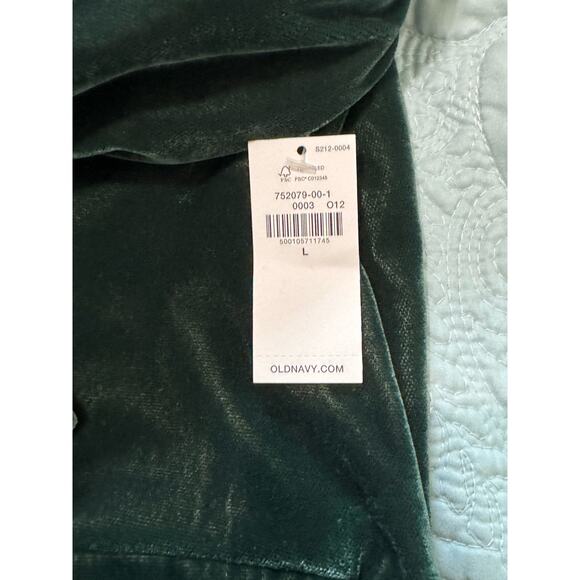 S212-0004
FSC
FSC® C012345
752079-00-1
0003 O12
500105711745
L
OLDNAVY.COM